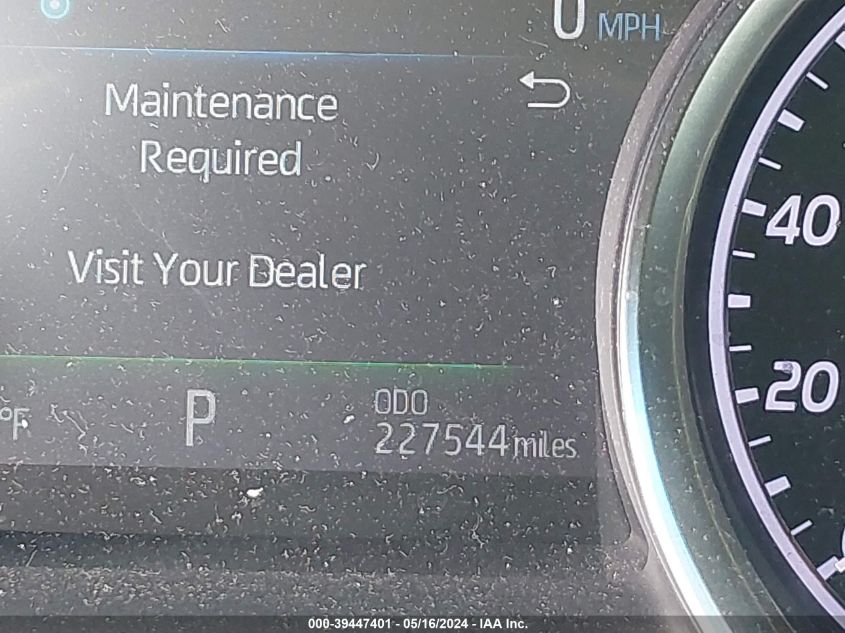 0 MPH
Maintenance
Required
Visit Your Dealer
40
20
°F P ODO
227544 miles
000-39447401 - 05/16/2024 - IAA Inc.